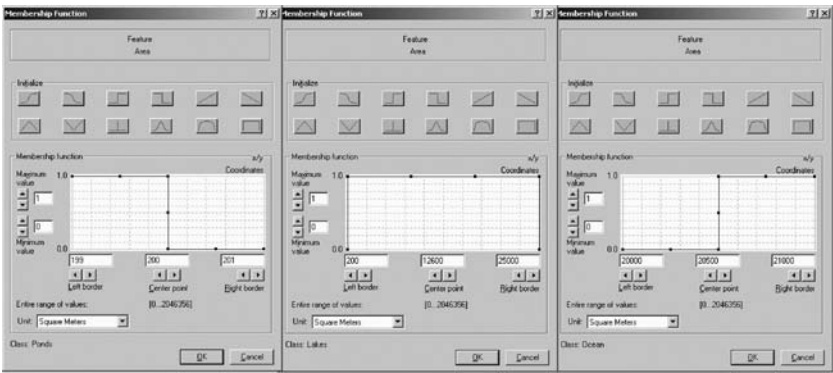 Membership Function
Feature
Area
Initialize
Membership function
x/y
Coordinates
Maximum value
1.0
1
0
Minimum value
0.0
199
200
201
Left border
Center point
Right border
Entire range of values:
[0...2046356]
Unit: Square Meters
Class: Ponds
OK
Cancel
Membership Function
Feature
Area
Initialize
Membership function
x/y
Coordinates
Maximum value
1.0
1
0
Minimum value
0.0
200
12600
25000
Left border
Center point
Right border
Entire range of values:
[0...2046356]
Unit: Square Meters
Class: Lakes
OK
Cancel
Membership Function
Feature
Area
Initialize
Membership function
x/y
Coordinates
Maximum value
1.0
1
0
Minimum value
0.0
20000
20500
21000
Left border
Center point
Right border
Entire range of values:
[0...2046356]
Unit: Square Meters
Class: Ocean
OK
Cancel